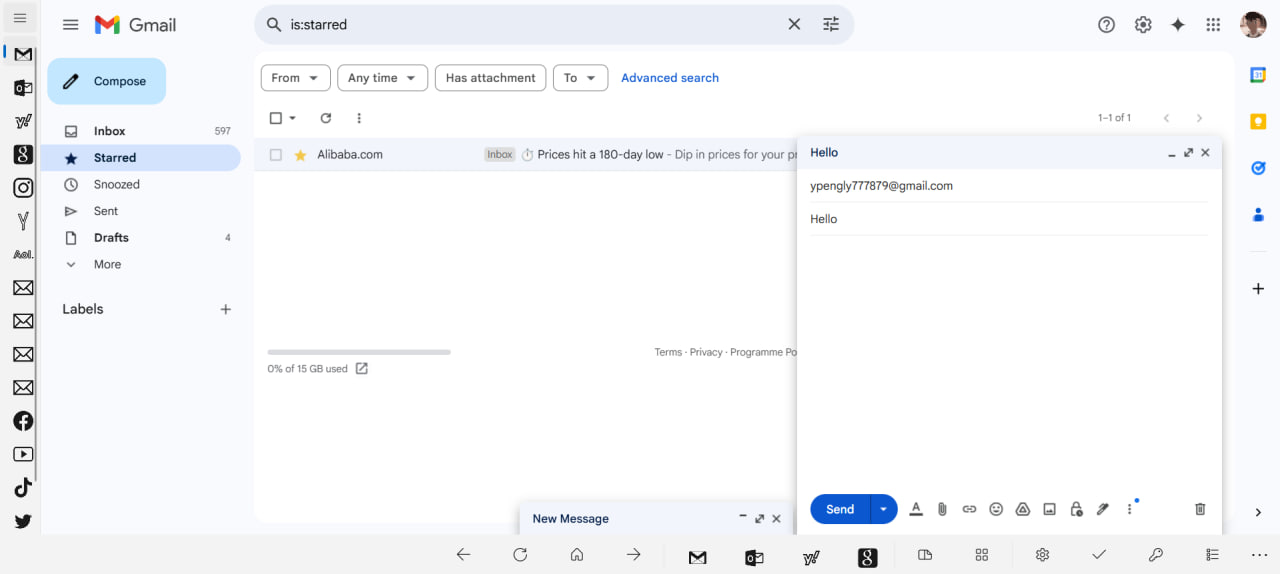 Gmail
is:starred
Compose
From
Any time
Has attachment
To
Advanced search
Inbox 597
Starred
Snoozed
Sent
Drafts 4
More
Labels
1–1 of 1
Alibaba.com
Inbox
Prices hit a 180-day low - Dip in prices for your pr
0% of 15 GB used
Terms · Privacy · Programme Po
Hello
ypengly777879@gmail.com
Hello
Send
New Message
31
y!
g
Y
Aol.
y!
g